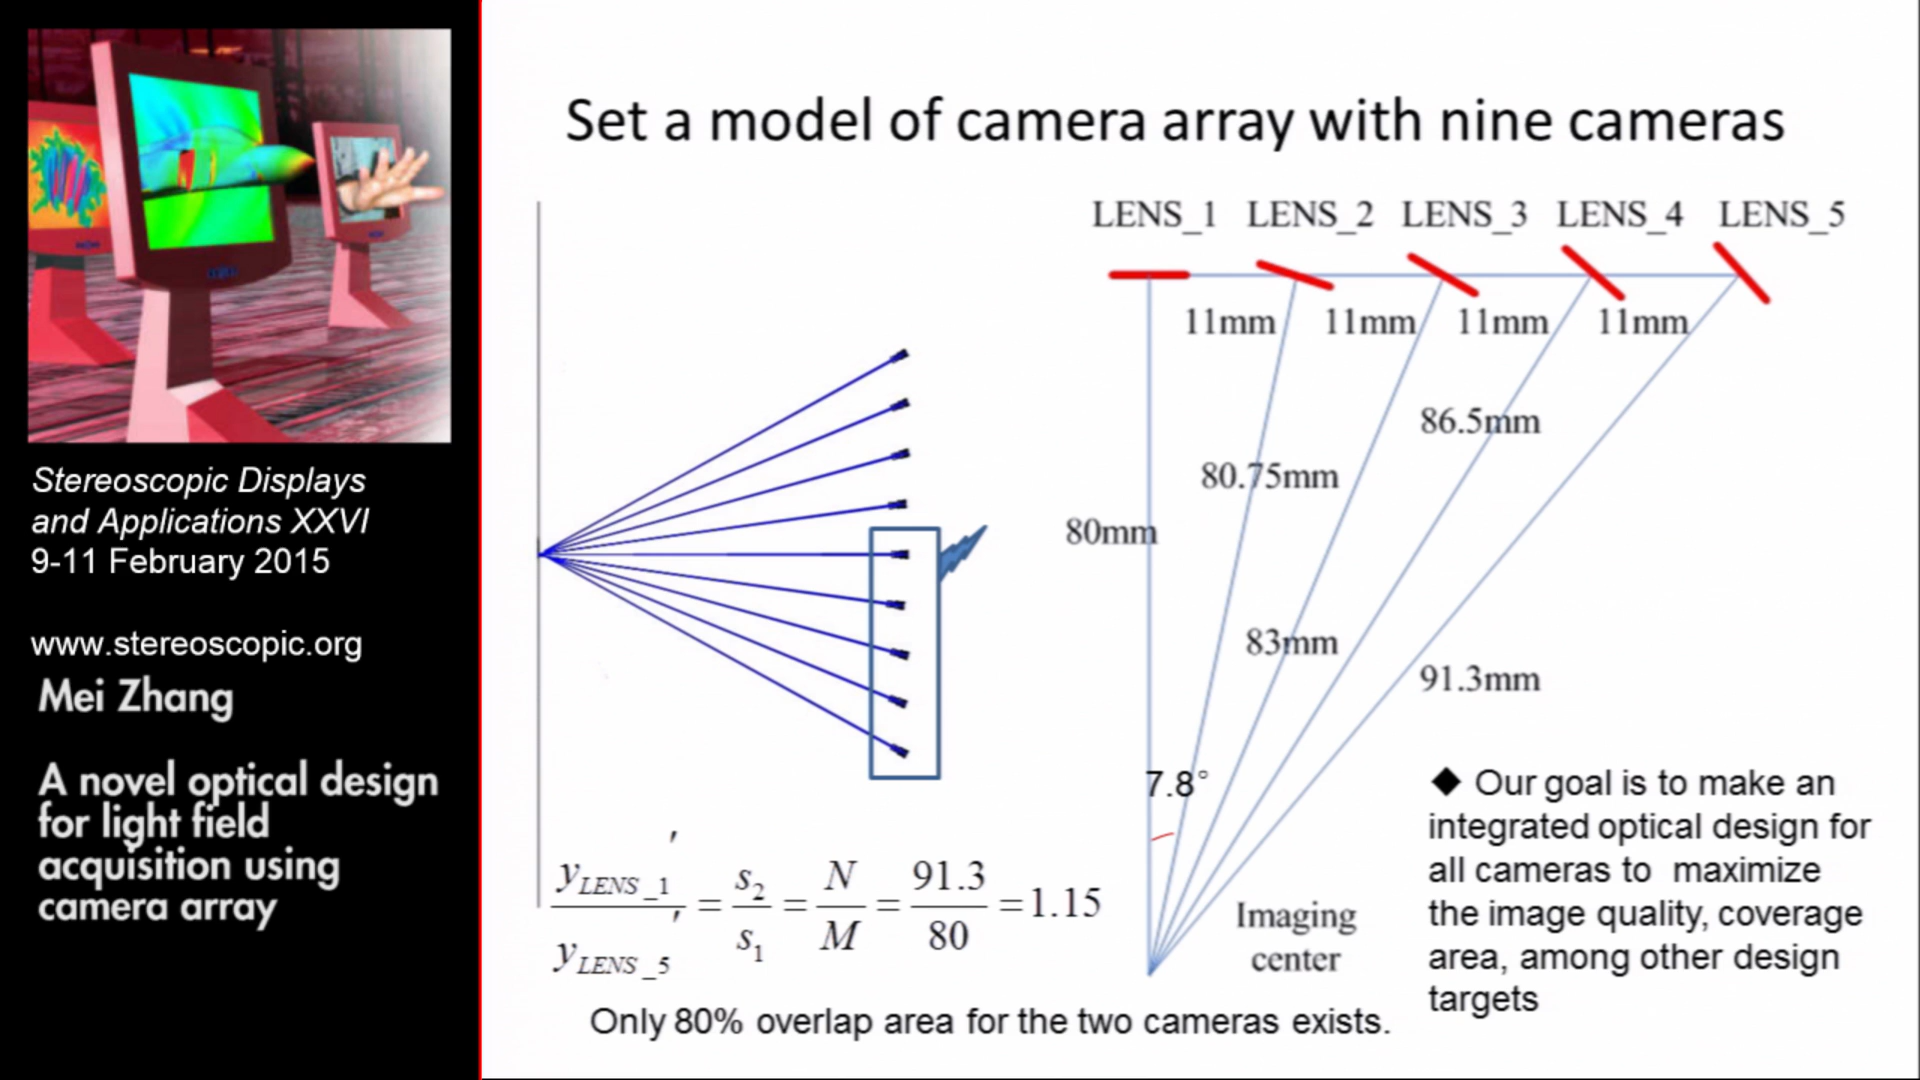 Stereoscopic Displays
and Applications XXVI
9-11 February 2015
www.stereoscopic.org
Mei Zhang
A novel optical design
for light field
acquisition using
camera array
Set a model of camera array with nine cameras
LENS_1 LENS_2 LENS_3 LENS_4 LENS_5
11mm 11mm 11mm 11mm
86.5mm
80.75mm
80mm
83mm
91.3mm
7.8°
Imaging
center
y_{LENS_1}' / y_{LENS_5}' = s_2 / s_1 = N / M = 91.3 / 80 = 1.15
Only 80% overlap area for the two cameras exists.
◆ Our goal is to make an
integrated optical design for
all cameras to maximize
the image quality, coverage
area, among other design
targets